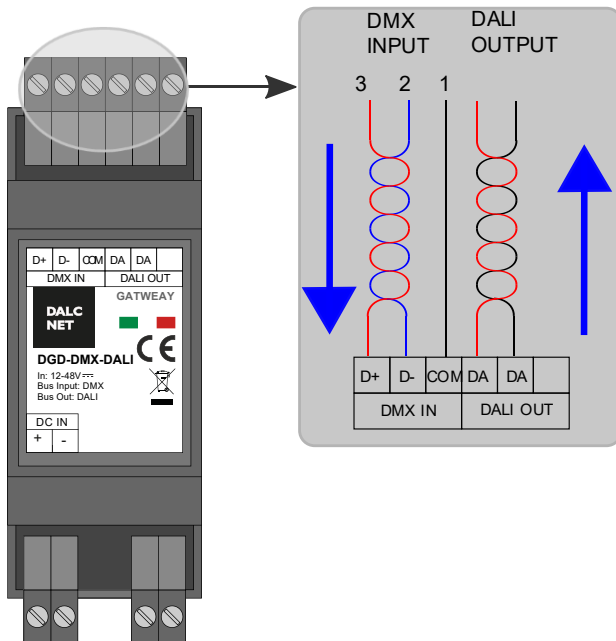 D+ D- COM DA DA
DMX IN DALI OUT
GATWEAY
DALC
NET
DGD-DMX-DALI CE
In: 12-48V
Bus Input: DMX
Bus Out: DALI
DC IN
+ -
DMX
INPUT
DALI
OUTPUT
3 2 1
D+ D- COM DA DA
DMX IN DALI OUT